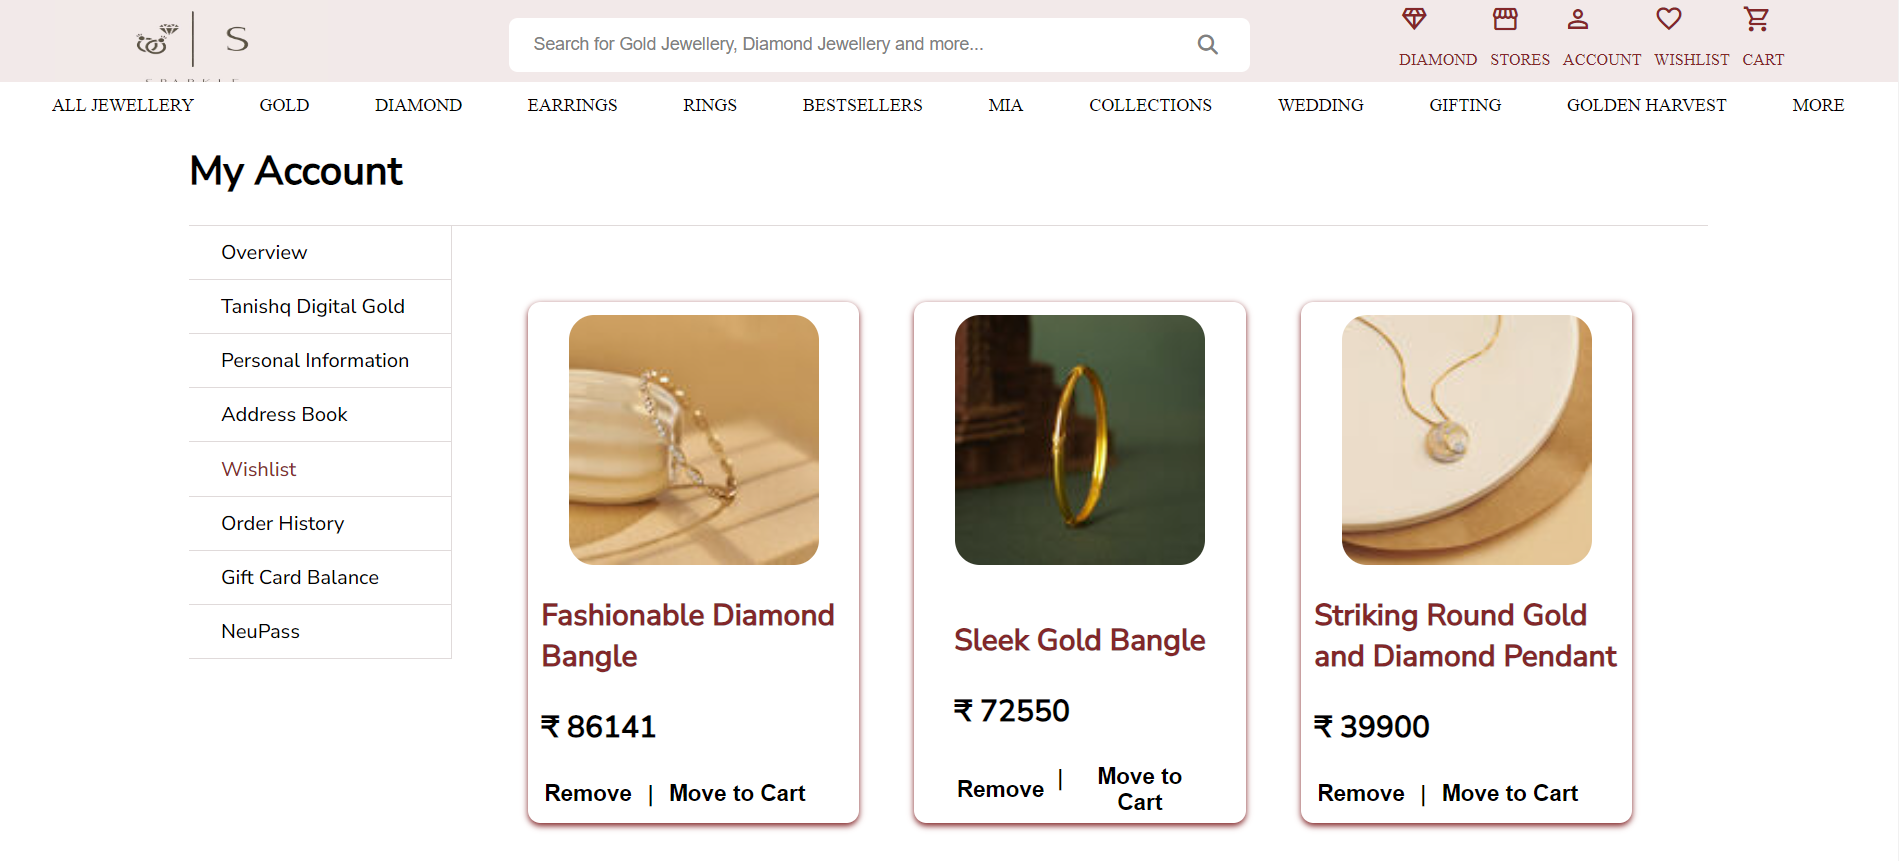 S
Search for Gold Jewellery, Diamond Jewellery and more...
DIAMOND STORES ACCOUNT WISHLIST CART
ALL JEWELLERY GOLD DIAMOND EARRINGS RINGS BESTSELLERS MIA COLLECTIONS WEDDING GIFTING GOLDEN HARVEST MORE
My Account
Overview
Tanishq Digital Gold
Personal Information
Address Book
Wishlist
Order History
Gift Card Balance
NeuPass
Fashionable Diamond
Bangle
₹ 86141
Remove | Move to Cart
Sleek Gold Bangle
₹ 72550
Remove | Move to
Cart
Striking Round Gold
and Diamond Pendant
₹ 39900
Remove | Move to Cart